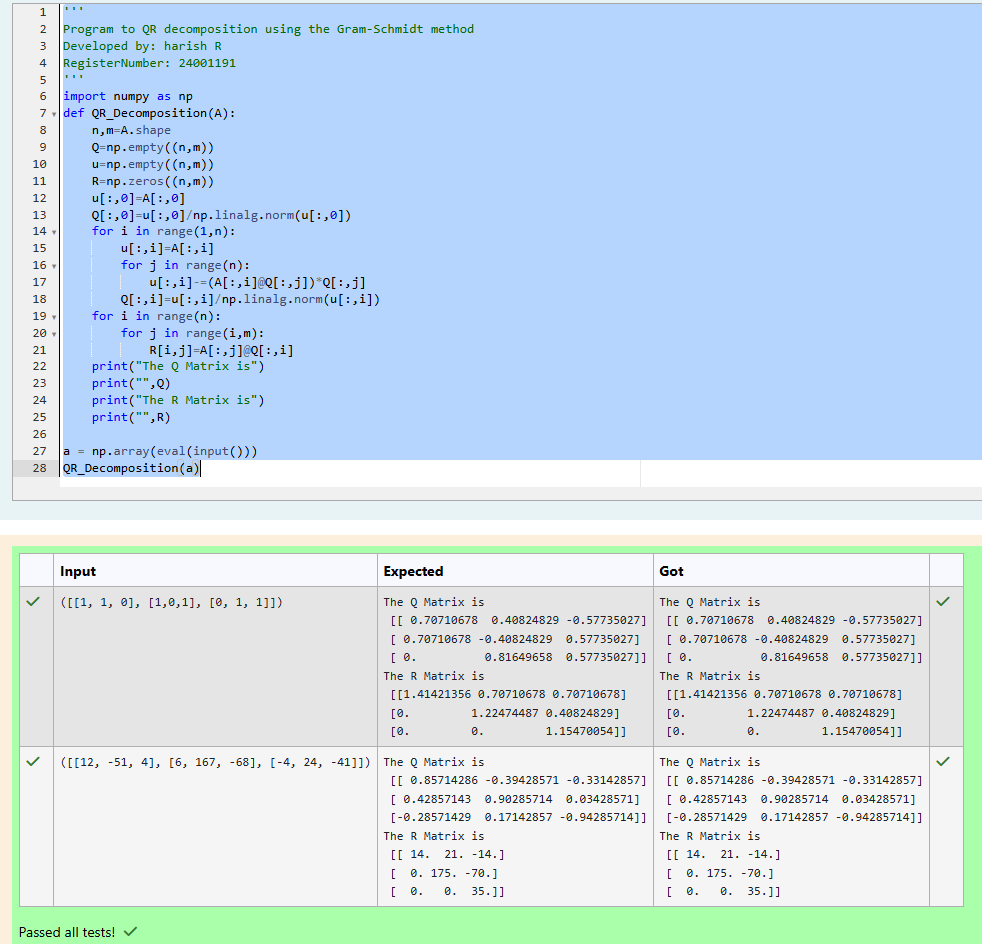 1 '''
2 Program to QR decomposition using the Gram-Schmidt method
3 Developed by: harish R
4 RegisterNumber: 24001191
5 '''
6 import numpy as np
7 def QR_Decomposition(A):
8     n,m=A.shape
9     Q=np.empty((n,m))
10     u=np.empty((n,m))
11     R=np.zeros((n,m))
12     u[:,0]=A[:,0]
13     Q[:,0]=u[:,0]/np.linalg.norm(u[:,0])
14     for i in range(1,n):
15         u[:,i]=A[:,i]
16         for j in range(n):
17             u[:,i]-=(A[:,i]@Q[:,j])*Q[:,j]
18         Q[:,i]=u[:,i]/np.linalg.norm(u[:,i])
19     for i in range(n):
20         for j in range(i,m):
21             R[i,j]=A[:,j]@Q[:,i]
22     print("The Q Matrix is")
23     print("",Q)
24     print("The R Matrix is")
25     print("",R)
26
27 a = np.array(eval(input()))
28 QR_Decomposition(a)
Input Expected Got
([[1, 1, 0], [1,0,1], [0, 1, 1]])
The Q Matrix is
[[ 0.70710678  0.40824829 -0.57735027]
[ 0.70710678 -0.40824829  0.57735027]
[ 0.          0.81649658  0.57735027]]
The R Matrix is
[[1.41421356 0.70710678 0.70710678]
[0.         1.22474487 0.40824829]
[0.         0.         1.15470054]]
The Q Matrix is
[[ 0.70710678  0.40824829 -0.57735027]
[ 0.70710678 -0.40824829  0.57735027]
[ 0.          0.81649658  0.57735027]]
The R Matrix is
[[1.41421356 0.70710678 0.70710678]
[0.         1.22474487 0.40824829]
[0.         0.         1.15470054]]
([[12, -51, 4], [6, 167, -68], [-4, 24, -41]])
The Q Matrix is
[[ 0.85714286 -0.39428571 -0.33142857]
[ 0.42857143  0.90285714  0.03428571]
[-0.28571429  0.17142857 -0.94285714]]
The R Matrix is
[[ 14.  21. -14.]
[  0. 175. -70.]
[  0.   0.  35.]]
The Q Matrix is
[[ 0.85714286 -0.39428571 -0.33142857]
[ 0.42857143  0.90285714  0.03428571]
[-0.28571429  0.17142857 -0.94285714]]
The R Matrix is
[[ 14.  21. -14.]
[  0. 175. -70.]
[  0.   0.  35.]]
Passed all tests!